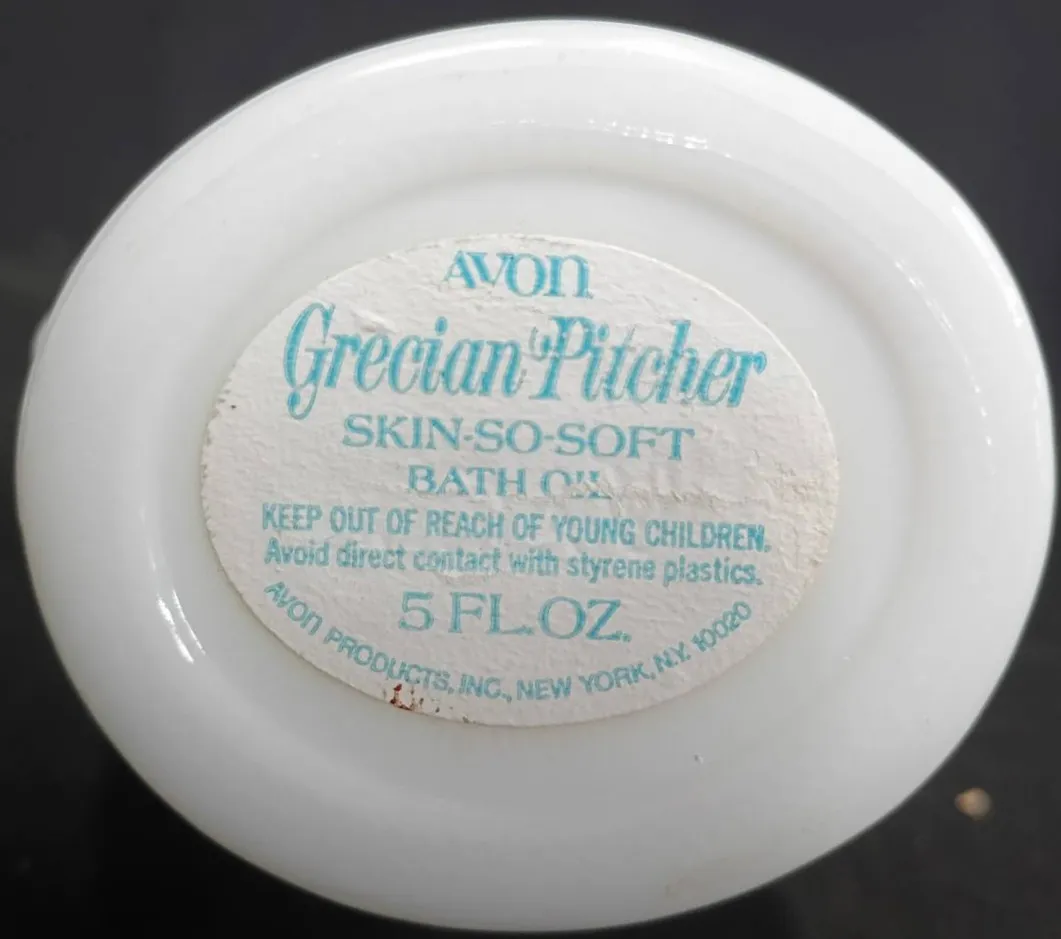 AVON
Grecian Pitcher
SKIN-SO-SOFT
BATH OIL
KEEP OUT OF REACH OF YOUNG CHILDREN.
Avoid direct contact with styrene plastics.
5 FL. OZ.
AVON PRODUCTS, INC., NEW YORK, N.Y. 10020